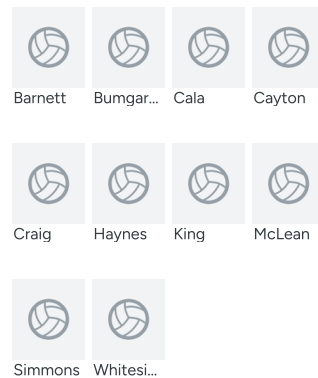 Barnett Bumgar... Cala Cayton
Craig Haynes King McLean
Simmons Whitesi...